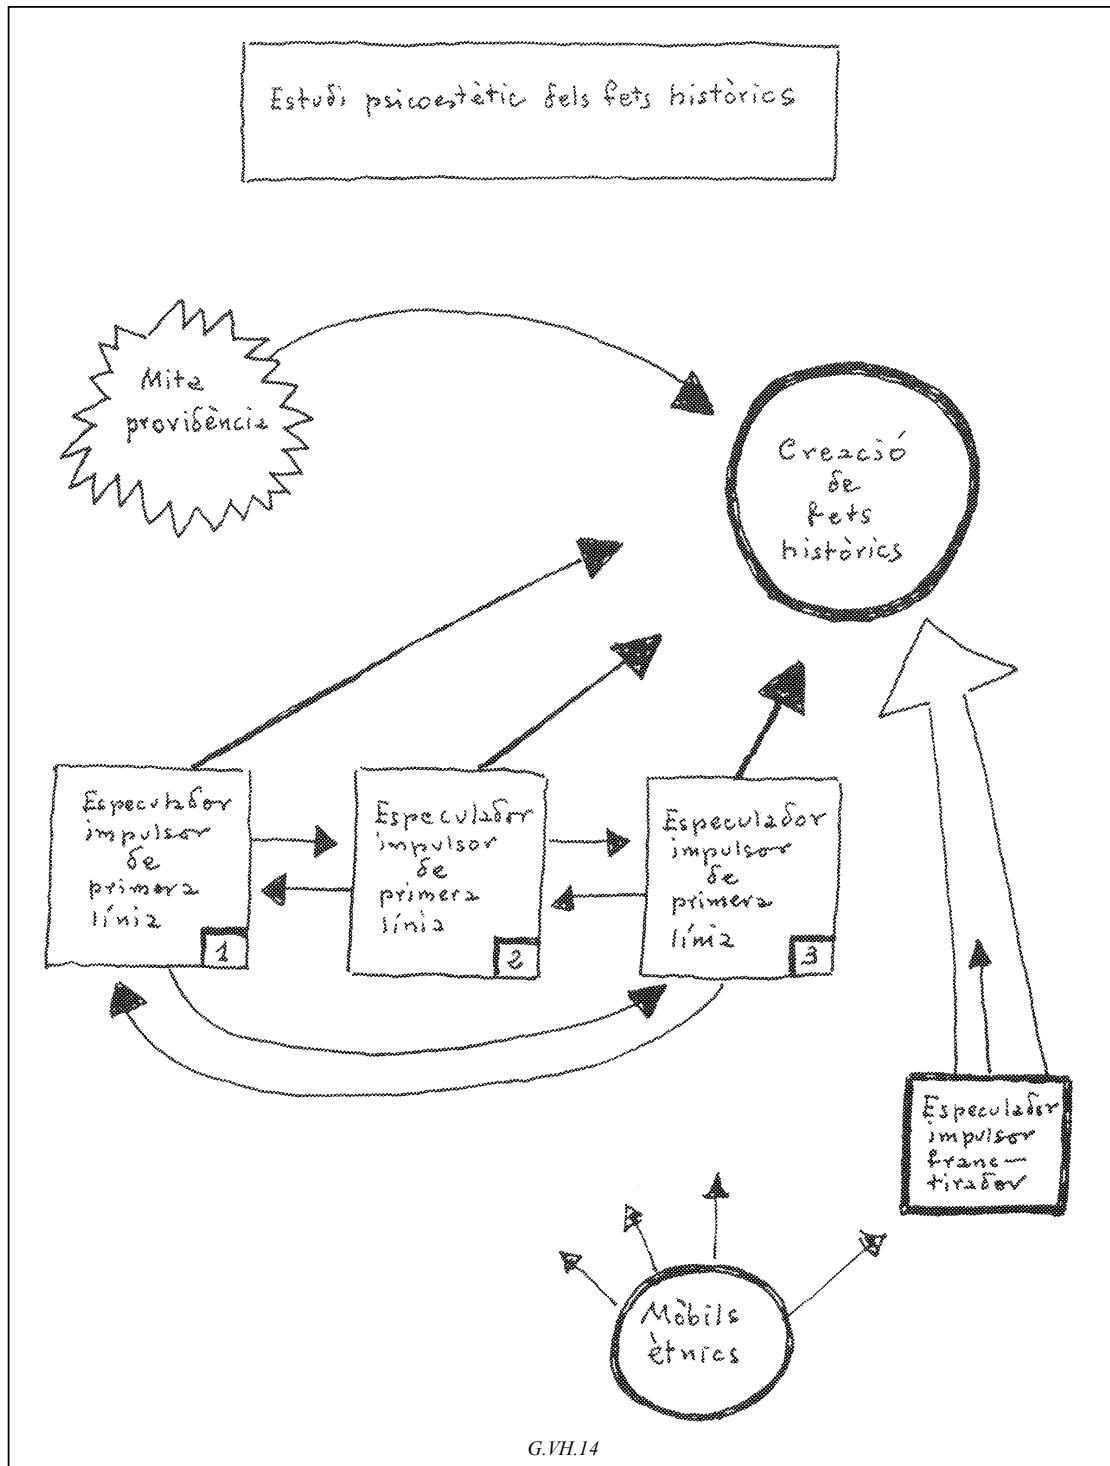 Estudi psicoestètic dels fets històrics
Mite
providència
Creació
de
fets
històrics
Especulador
impulsor
de
primera
línia
1
Especulador
impulsor
de
primera
línia
2
Especulador
impulsor
de
primera
línia
3
Especulador
impulsor
franc-
tirador
Mòbils
ètnics
G.VH.14